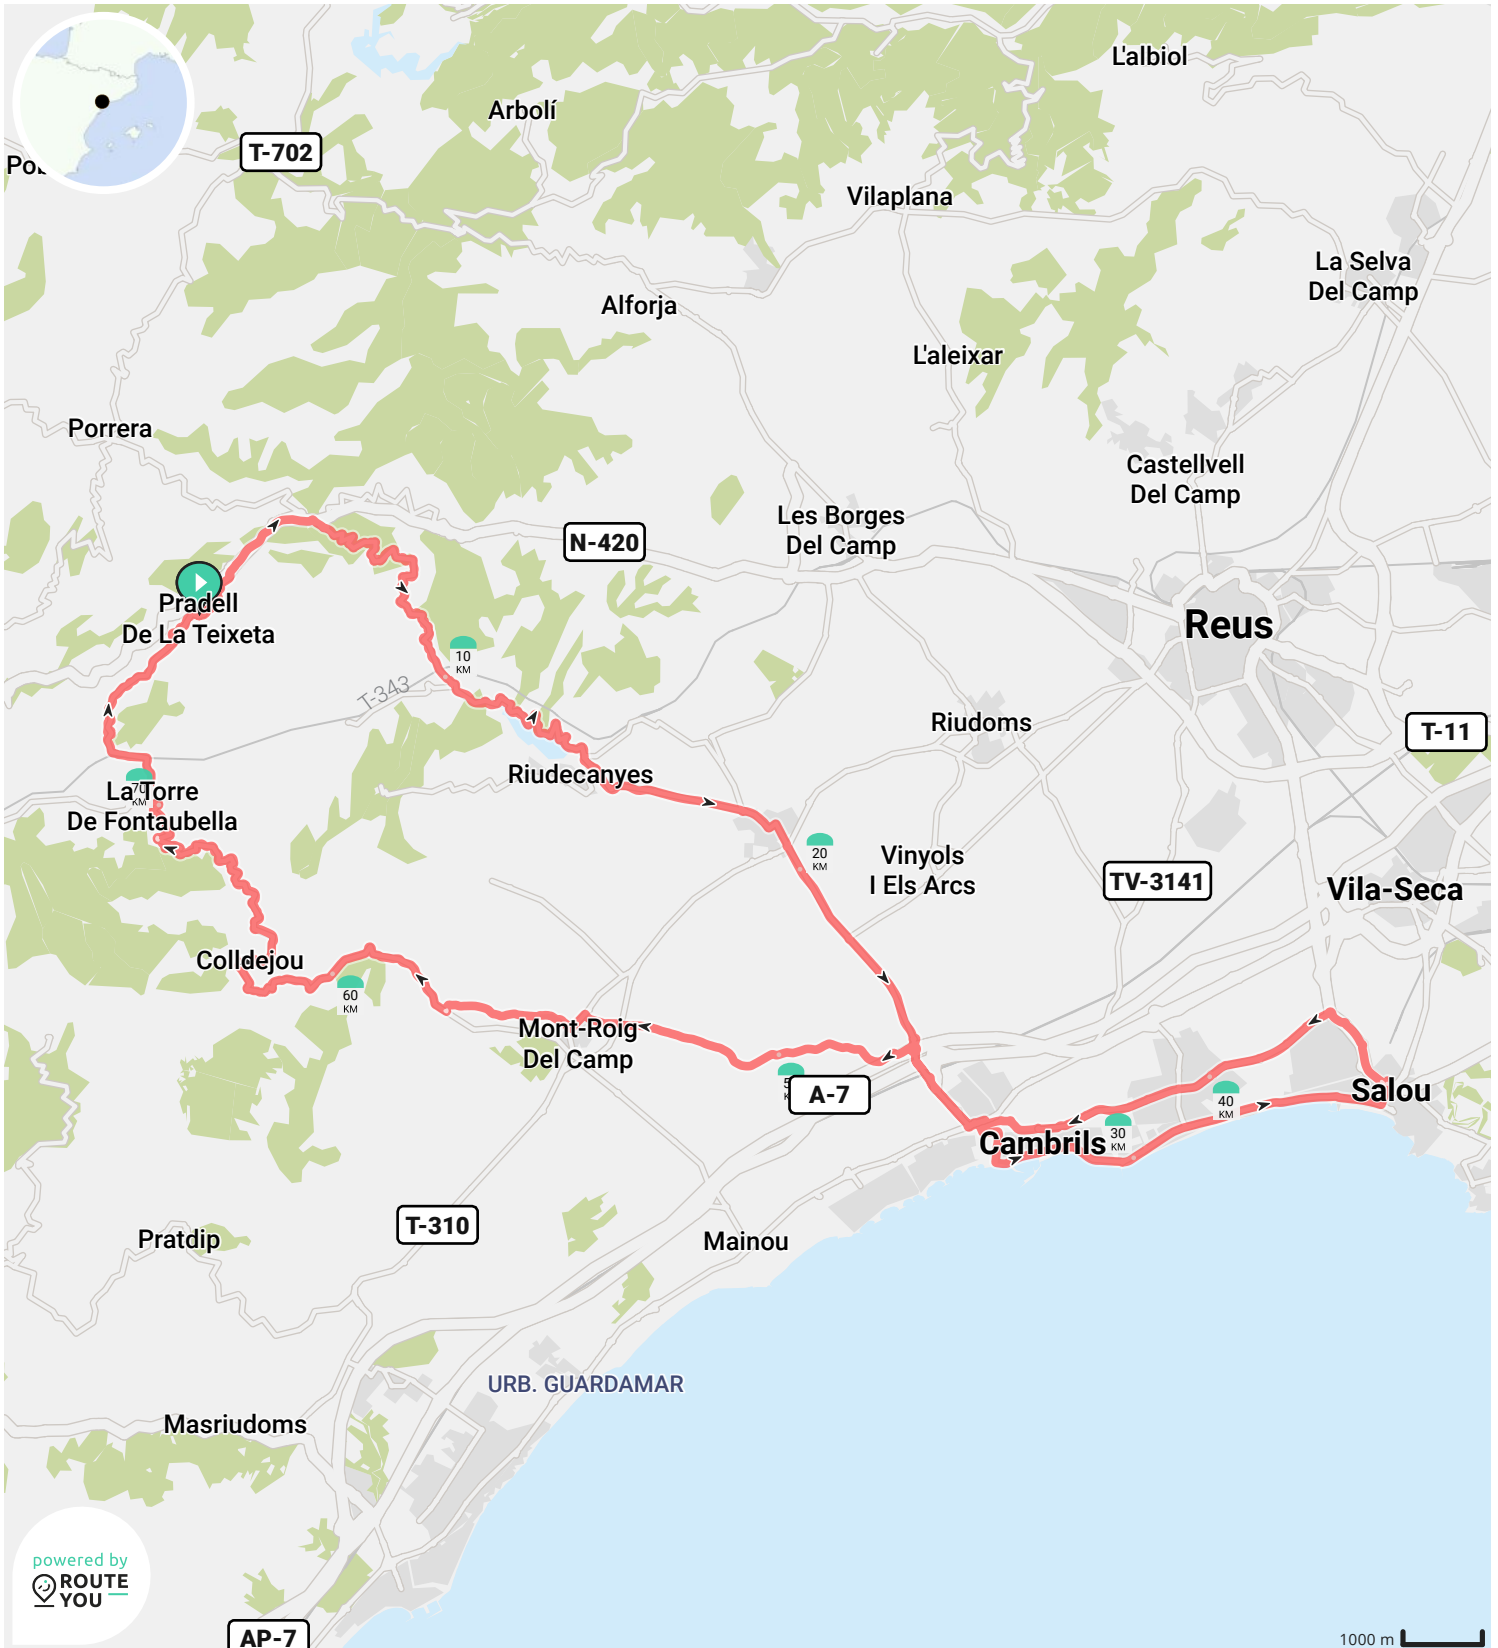 L'albiol
Arbolí
T-702
Vilaplana
La Selva
Del Camp
Alforja
L'aleixar
Porrera
Castellvell
Del Camp
Les Borges
Del Camp
N-420
Pradell
De La Teixeta
Reus
10
KM
T-343
Riudoms
T-11
Riudecanyes
70
KM
La Torre
De Fontaubella
20
KM
Vinyols
I Els Arcs
TV-3141
Vila-Seca
Colldejou
60
KM
Mont-Roig
Del Camp
A-7
Salou
40
KM
30
KM
Cambrils
T-310
Pratdip
Mainou
URB. GUARDAMAR
Masriudoms
powered by
ROUTE
YOU
AP-7
1000 m